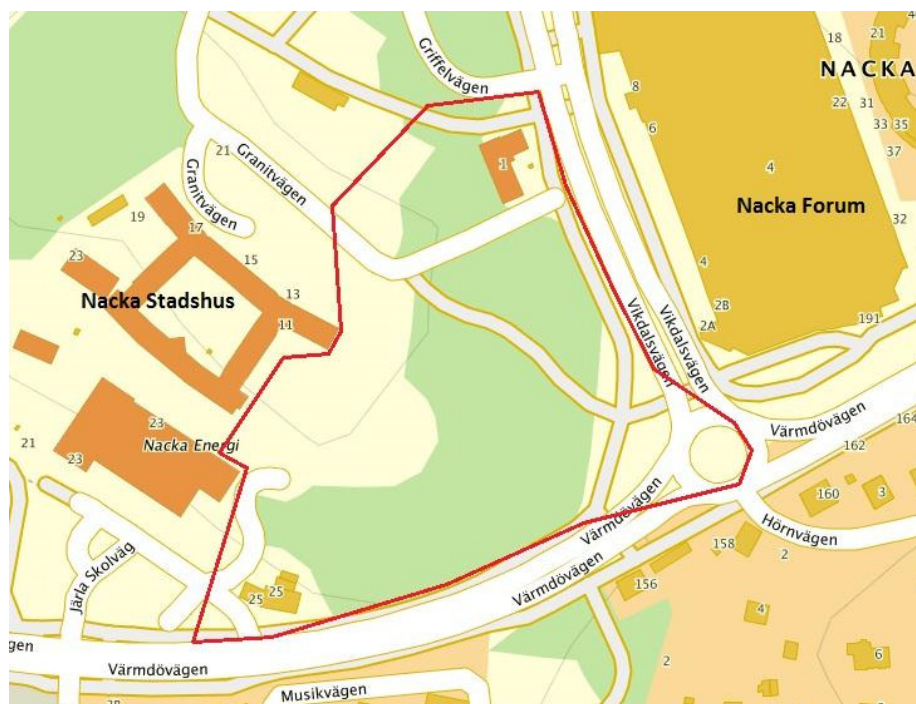 Griffelvägen
18
21
NACKA
8
22
31
6
33
35
37
21
Granitvägen
Granitvägen
1
4
Nacka Forum
32
19
17
23
15
4
Nacka Stadshus
13
11
2B
2A
191
Vikdalsvägen
Vikdalsvägen
23
Nacka Energi
21
23
Värmdövägen
164
162
160
3
Värmdövägen
Hörnvägen
158
2
Järla Skolväg
Värmdövägen
156
25
25
4
2
6
Värmdövägen
Musikvägen